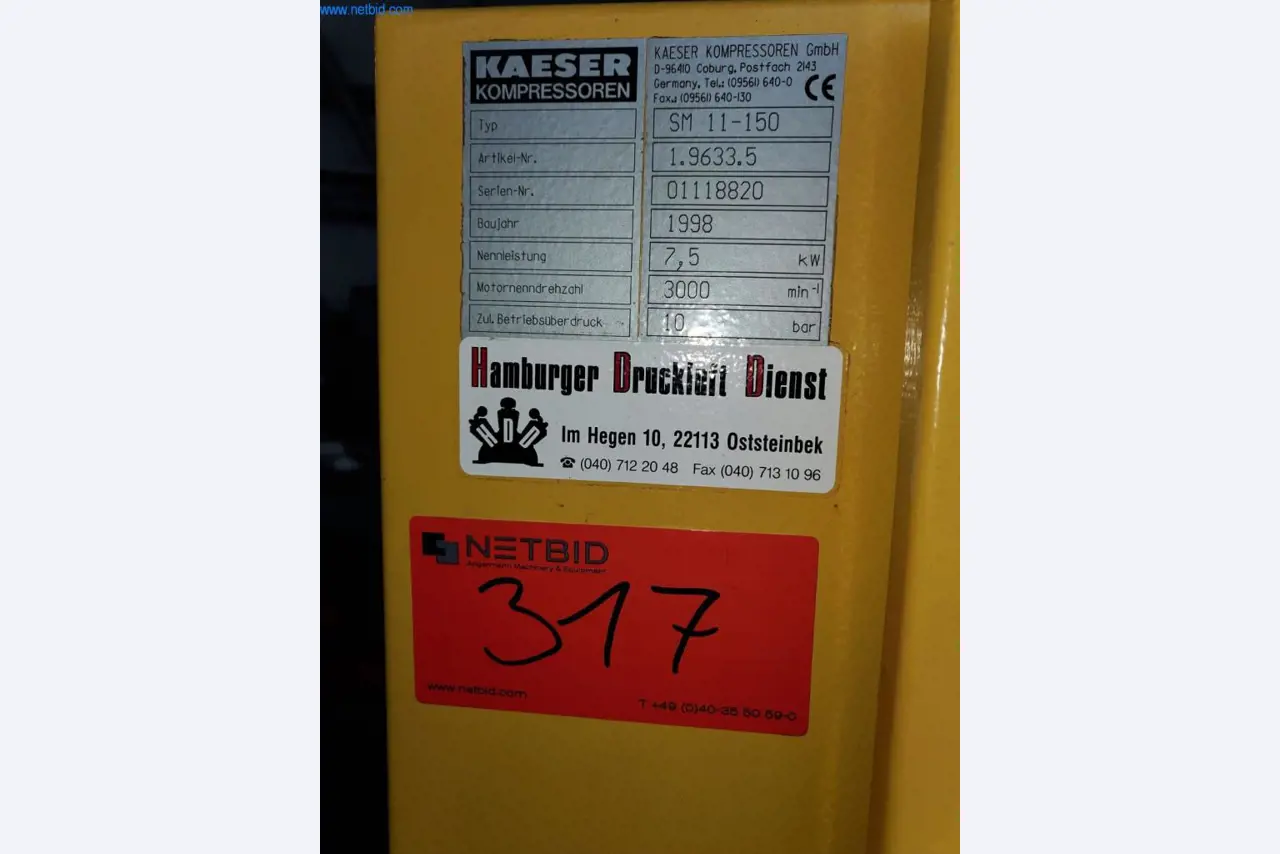 www.netbid.com
KAESER
KOMPRESSOREN
KAESER KOMPRESSOREN GmbH
D-96410 Coburg, Postfach 2143
Germany, Tel.: (09561) 640-0
Fax.: (09561) 640-130
CE
Typ SM 11-150
Artikel-Nr. 1.9633.5
Serien-Nr. 01118820
Baujahr 1998
Nennleistung 7,5 kW
Motornenndrehzahl 3000 min⁻¹
Zul. Betriebsüberdruck 10 bar
Hamburger Druckluft Dienst
HDD
Im Hegen 10, 22113 Oststeinbek
☎ (040) 712 20 48 Fax (040) 713 10 96
NETBID
Angermann Machinery & Equipment
317
www.netbid.com
T +49 (0)40-35 50 59-0